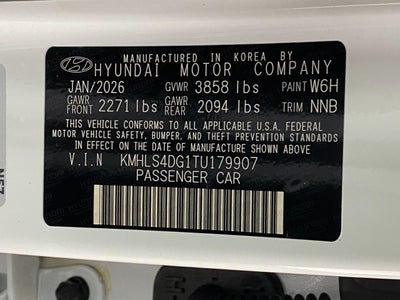 MANUFACTURED IN KOREA BY
HYUNDAI MOTOR COMPANY
JAN/2026 GVWR 3858 lbs PAINT W6H
GAWR FRONT 2271 lbs GAWR REAR 2094 lbs TRIM NNB
THIS VEHICLE CONFORMS TO ALL APPLICABLE U.S.A. FEDERAL
MOTOR VEHICLE SAFETY, BUMPER, AND THEFT PREVENTION STANDARDS
IN EFFECT ON THE DATE OF MANUFACTURE SHOWN ABOVE.
V.I.N KMHLS4DG1TU179907
PASSENGER CAR